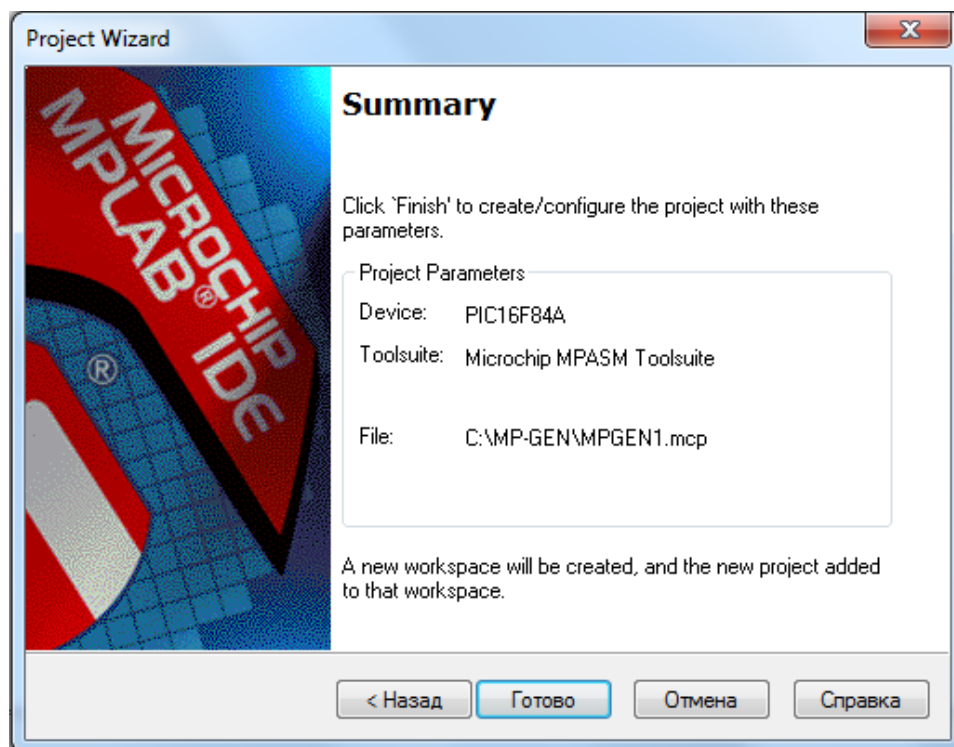 Project Wizard
MICROCHIP
MPLAB® IDE
®
Summary
Click `Finish' to create/configure the project with these
parameters.
Project Parameters
Device: PIC16F84A
Toolsuite: Microchip MPASM Toolsuite
File: C:\MP-GEN\MPGEN1.mcp
A new workspace will be created, and the new project added
to that workspace.
< Назад Готово Отмена Справка